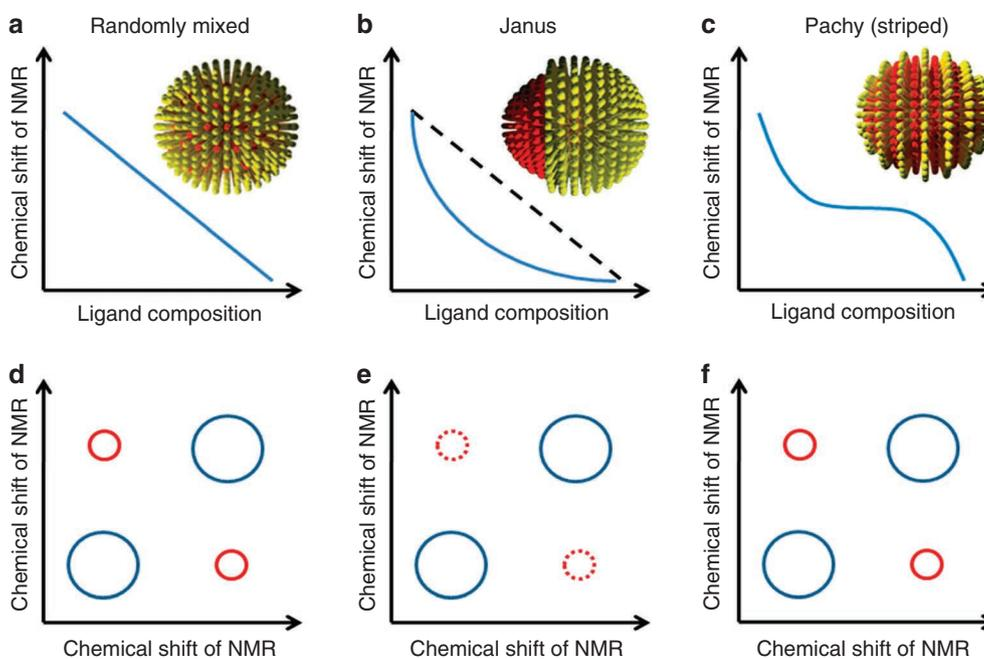 a
Randomly mixed
Chemical shift of NMR
Ligand composition
b
Janus
Chemical shift of NMR
Ligand composition
c
Pachy (striped)
Chemical shift of NMR
Ligand composition
d
Chemical shift of NMR
Chemical shift of NMR
e
Chemical shift of NMR
Chemical shift of NMR
f
Chemical shift of NMR
Chemical shift of NMR